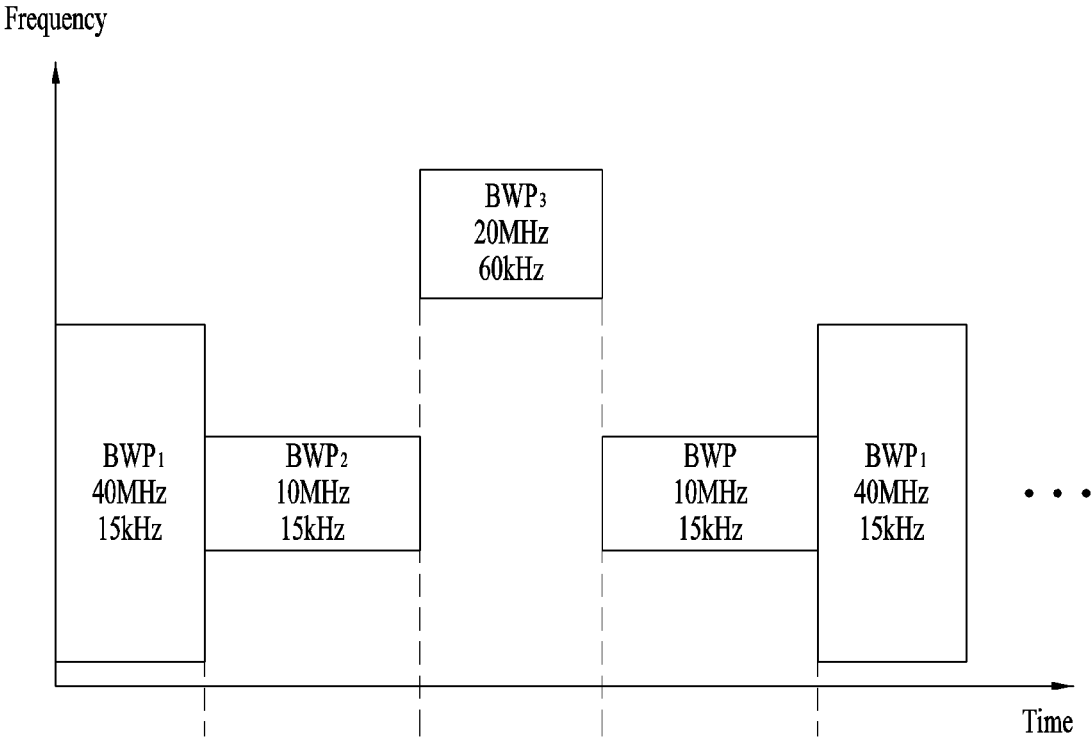 Frequency
BWP₃
20MHz
60kHz
BWP₁
40MHz
15kHz
BWP₂
10MHz
15kHz
BWP
10MHz
15kHz
BWP₁
40MHz
15kHz
• • •
Time